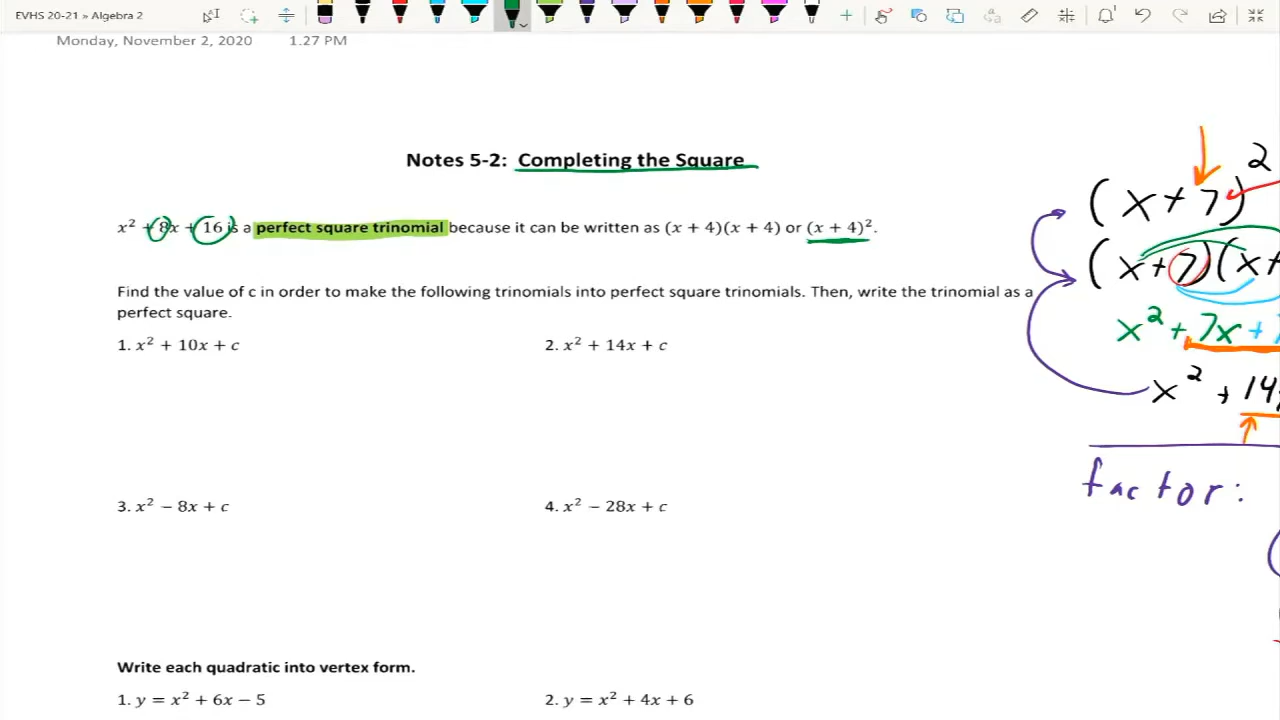 EVHS 20-21 » Algebra 2
Monday, November 2, 2020 1:27 PM
Notes 5-2: Completing the Square
x² + 8x + 16 is a perfect square trinomial because it can be written as (x + 4)(x + 4) or (x + 4)².
Find the value of c in order to make the following trinomials into perfect square trinomials. Then, write the trinomial as a
perfect square.
1. x² + 10x + c
2. x² + 14x + c
3. x² − 8x + c
4. x² − 28x + c
Write each quadratic into vertex form.
1. y = x² + 6x − 5
2. y = x² + 4x + 6
(x+7)²
(x+7)(x+
x²+7x+
x² + 14
factor: